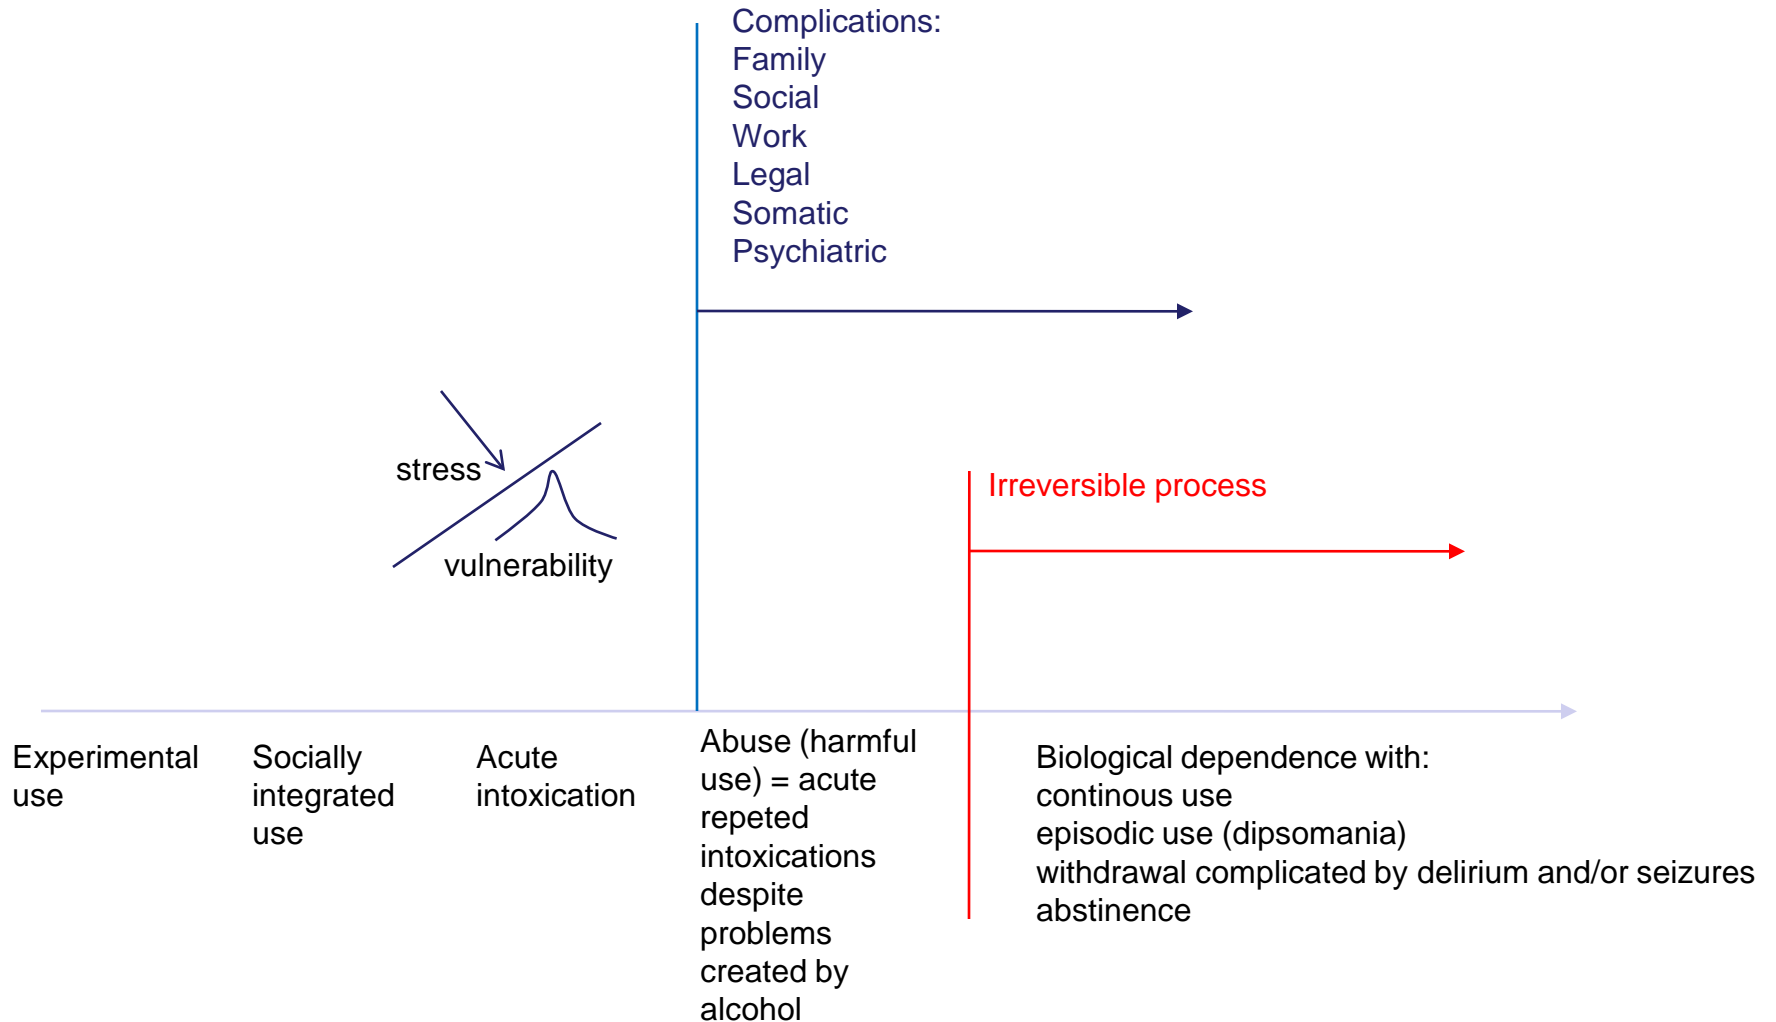 Complications:
Family
Social
Work
Legal
Somatic
Psychiatric
stress
vulnerability
Irreversible process
Experimental
use
Socially
integrated
use
Acute
intoxication
Abuse (harmful
use) = acute
repeted
intoxications
despite
problems
created by
alcohol
Biological dependence with:
continous use
episodic use (dipsomania)
withdrawal complicated by delirium and/or seizures
abstinence